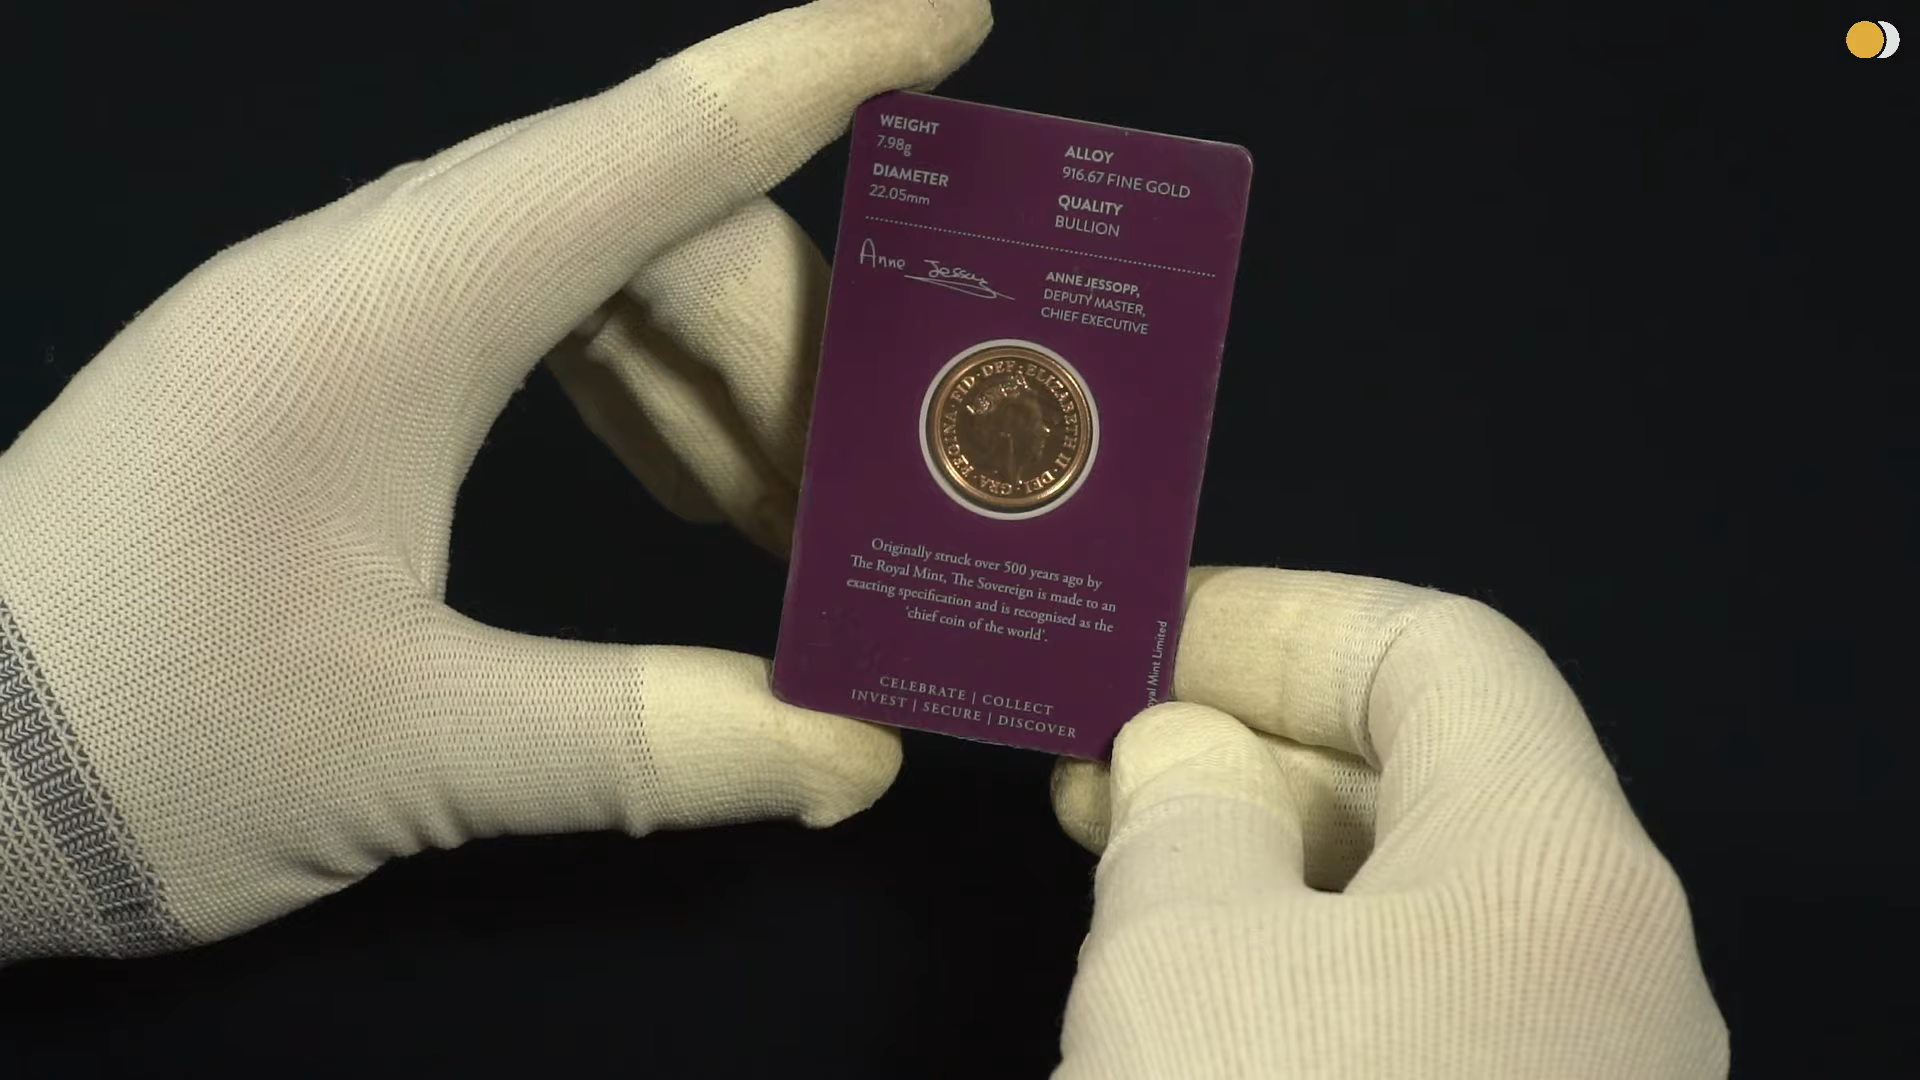 WEIGHT
7.98g
DIAMETER
22.05mm
ALLOY
916.67 FINE GOLD
QUALITY
BULLION
Anne Jessopp
ANNE JESSOPP,
DEPUTY MASTER,
CHIEF EXECUTIVE
ELIZABETH II · DEI · GRA · REGINA · FID · DEF ·
Originally struck over 500 years ago by
The Royal Mint, The Sovereign is made to an
exacting specification and is recognised as the
'chief coin of the world'.
CELEBRATE | COLLECT
INVEST | SECURE | DISCOVER
Mint Limited